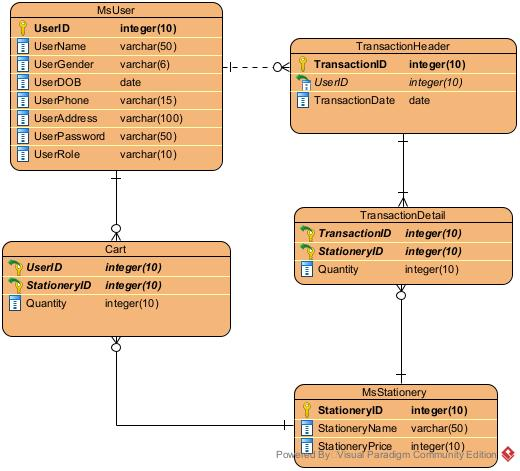 MsUser
UserID integer(10)
UserName varchar(50)
UserGender varchar(6)
UserDOB date
UserPhone varchar(15)
UserAddress varchar(100)
UserPassword varchar(50)
UserRole varchar(10)
TransactionHeader
TransactionID integer(10)
UserID integer(10)
TransactionDate date
TransactionDetail
TransactionID integer(10)
StationeryID integer(10)
Quantity integer(10)
Cart
UserID integer(10)
StationeryID integer(10)
Quantity integer(10)
MsStationery
StationeryID integer(10)
StationeryName varchar(50)
StationeryPrice integer(10)
Powered By Visual Paradigm Community Edition